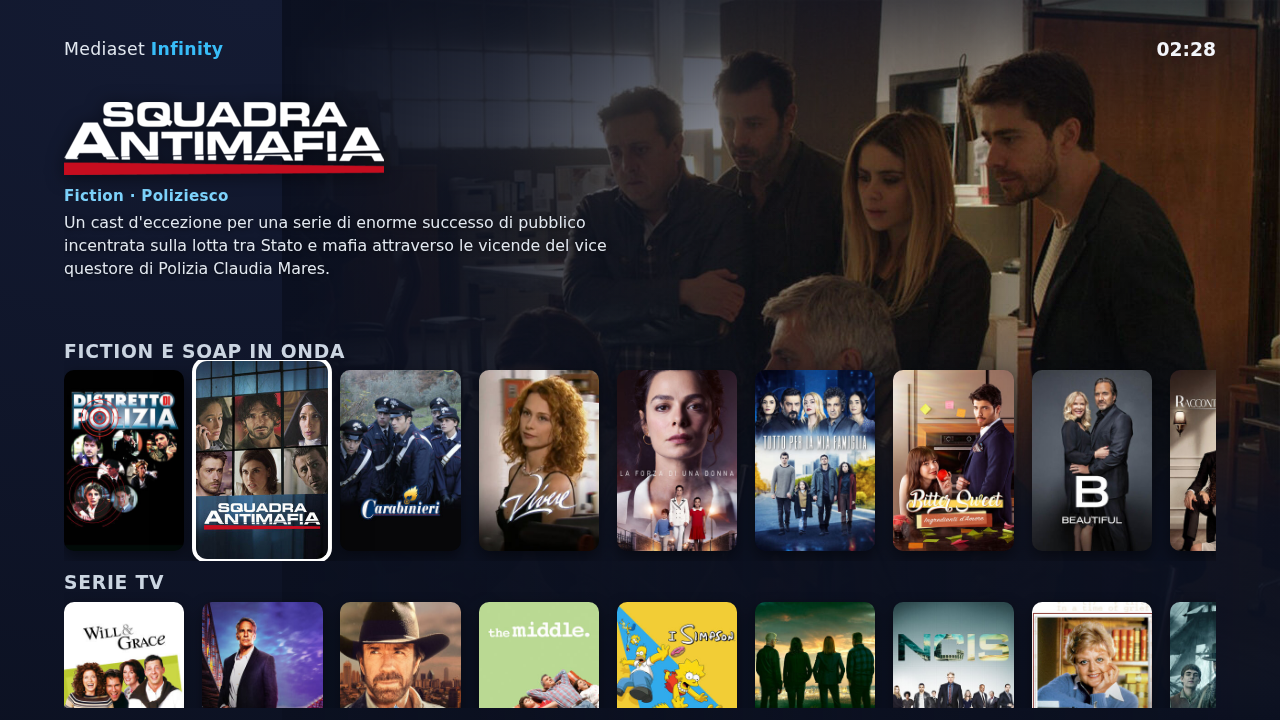 Mediaset Infinity
02:28
SQUADRA
ANTIMAFIA
Fiction · Poliziesco
Un cast d'eccezione per una serie di enorme successo di pubblico
incentrata sulla lotta tra Stato e mafia attraverso le vicende del vice
questore di Polizia Claudia Mares.
FICTION E SOAP IN ONDA
DISTRETTO
POLIZIA
SQUADRA
ANTIMAFIA
Carabinieri
Vivere
LA FORZA DI UNA DONNA
TUTTO PER LA MIA FAMIGLIA
Bitter Sweet
Ingredienti d'Amore
B
BEAUTIFUL
RACCONT
SERIE TV
WILL & GRACE
the middle.
I SIMPSON
NCIS